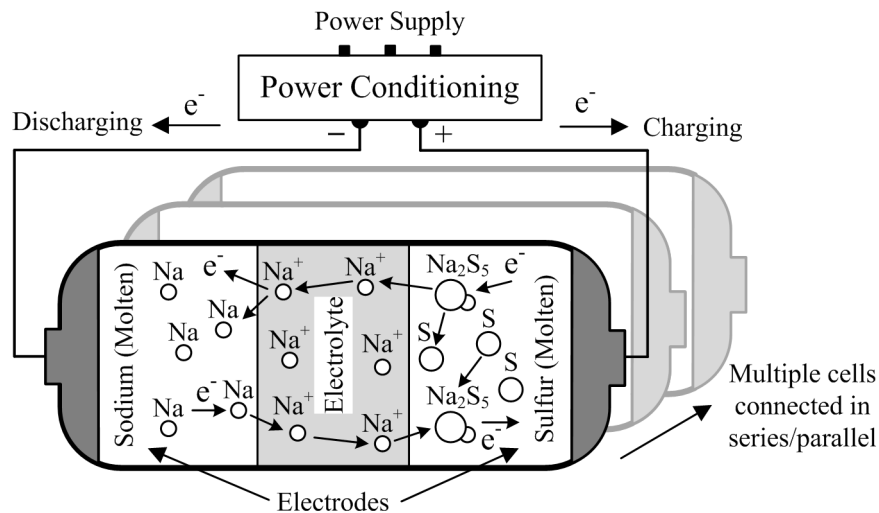 Power Supply
Power Conditioning
e⁻
e⁻
Discharging
− +
Charging
Na
e⁻
Na⁺
Na⁺
Na₂S₅
e⁻
Na
Na
Na⁺
Na⁺
S
S
S
Sodium (Molten)
Electrolyte
Sulfur (Molten)
Na
e⁻
Na
Na⁺
Na⁺
Na₂S₅
e⁻
Multiple cells
connected in
series/parallel
Electrodes